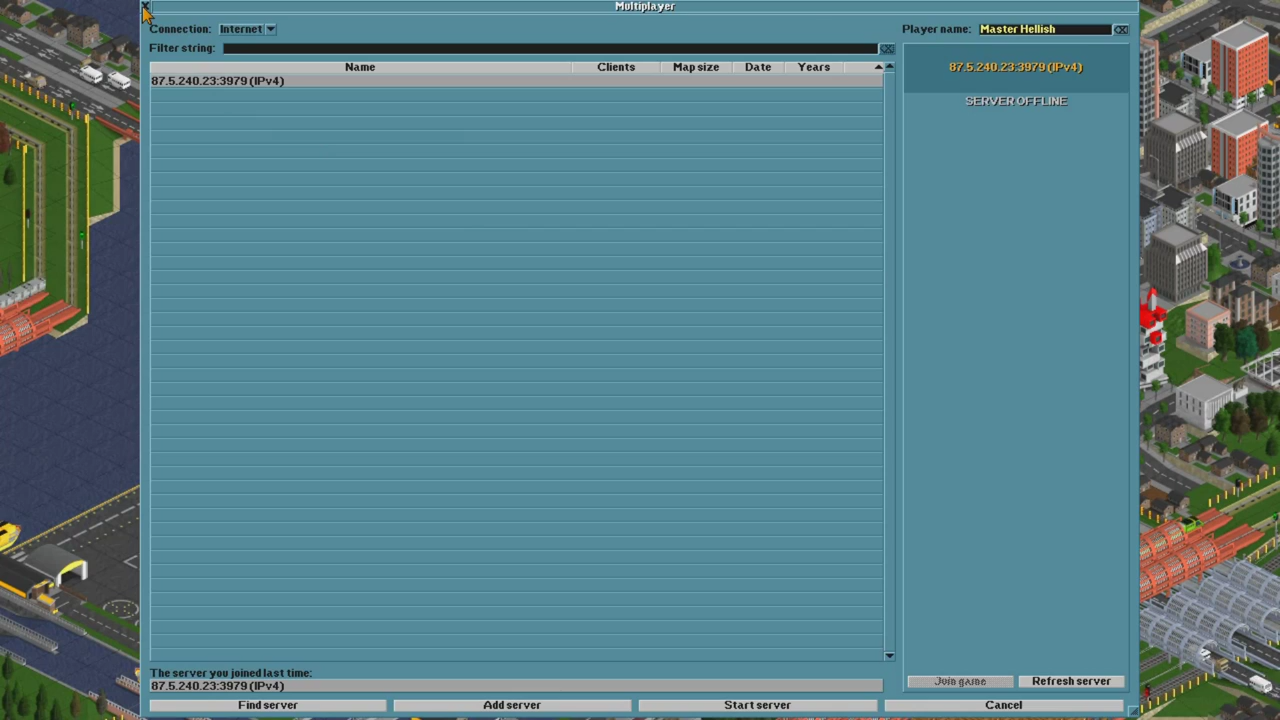 Multiplayer
Connection: Internet
Player name: Master Hellish
Filter string:
Name Clients Map size Date Years
87.5.240.23:3979 (IPv4)
87.5.240.23:3979 (IPv4)
SERVER OFFLINE
The server you joined last time:
87.5.240.23:3979 (IPv4)
Join game Refresh server
Find server Add server Start server Cancel